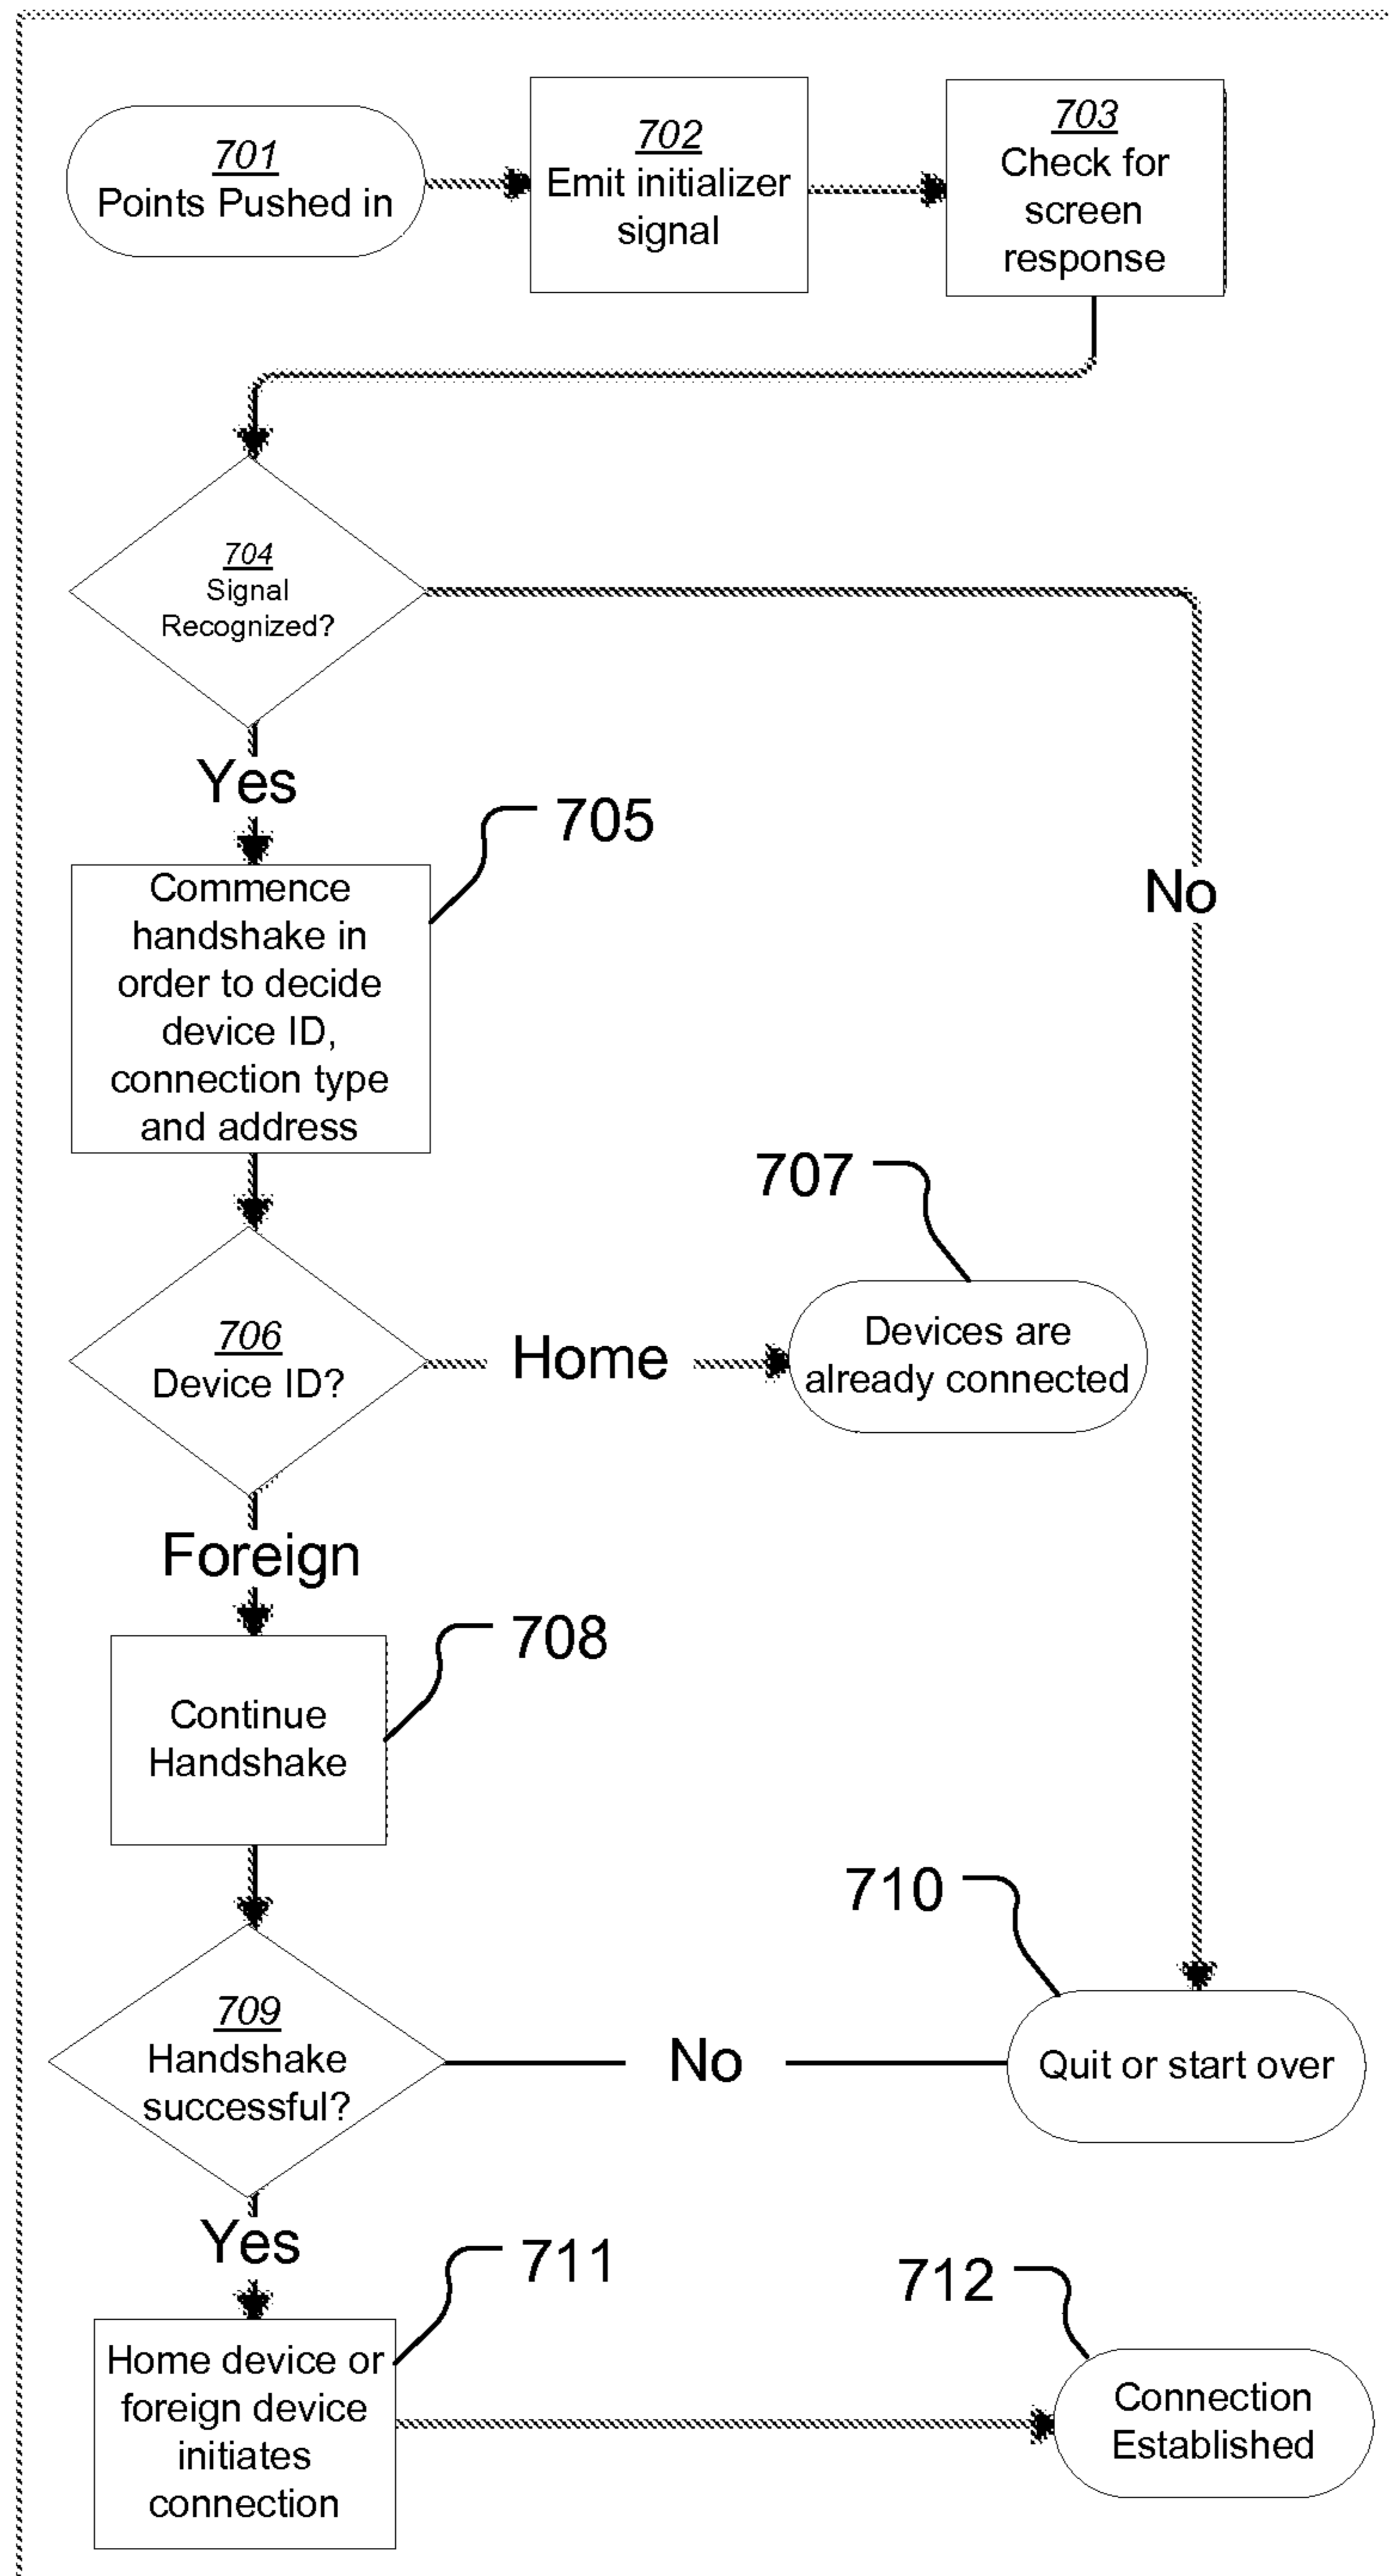 701
Points Pushed in
702
Emit initializer
signal
703
Check for
screen
response
704
Signal
Recognized?
Yes
No
705
Commence
handshake in
order to decide
device ID,
connection type
and address
706
Device ID?
Home
707
Devices are
already connected
Foreign
708
Continue
Handshake
709
Handshake
successful?
No
710
Quit or start over
Yes
711
Home device or
foreign device
initiates
connection
712
Connection
Established